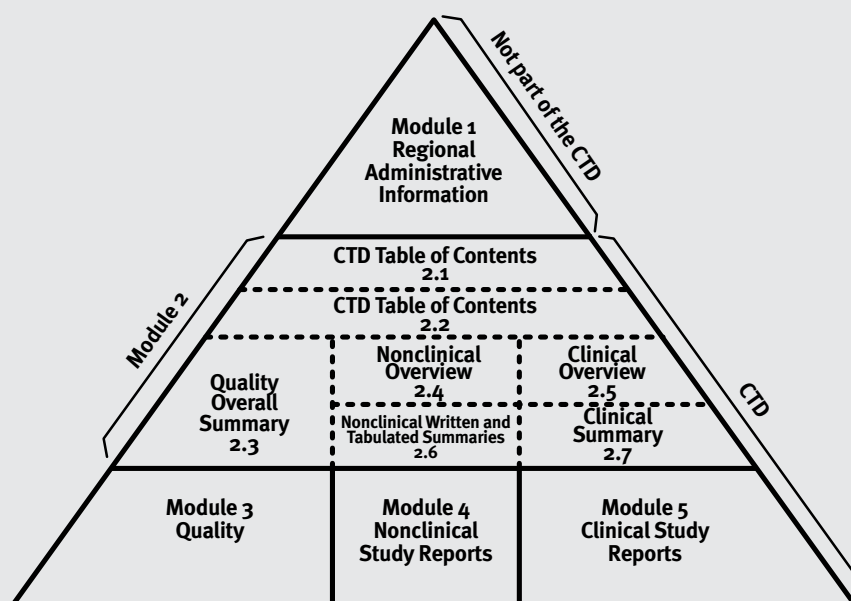 Not part of the CTD
Module 1
Regional
Administrative
Information
Module 2
CTD
CTD Table of Contents
2.1
CTD Table of Contents
2.2
Quality
Overall
Summary
2.3
Nonclinical
Overview
2.4
Clinical
Overview
2.5
Nonclinical Written and
Tabulated Summaries
2.6
Clinical
Summary
2.7
Module 3
Quality
Module 4
Nonclinical
Study Reports
Module 5
Clinical Study
Reports